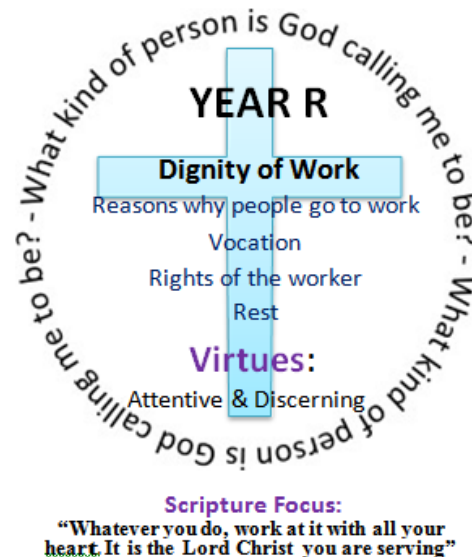 What kind of person is God calling me to be? - What kind of person is God calling me to be? -
YEAR R
Dignity of Work
Reasons why people go to work
Vocation
Rights of the worker
Rest
Virtues:
Attentive & Discerning
Scripture Focus:
“Whatever you do, work at it with all your
heart. It is the Lord Christ you are serving”